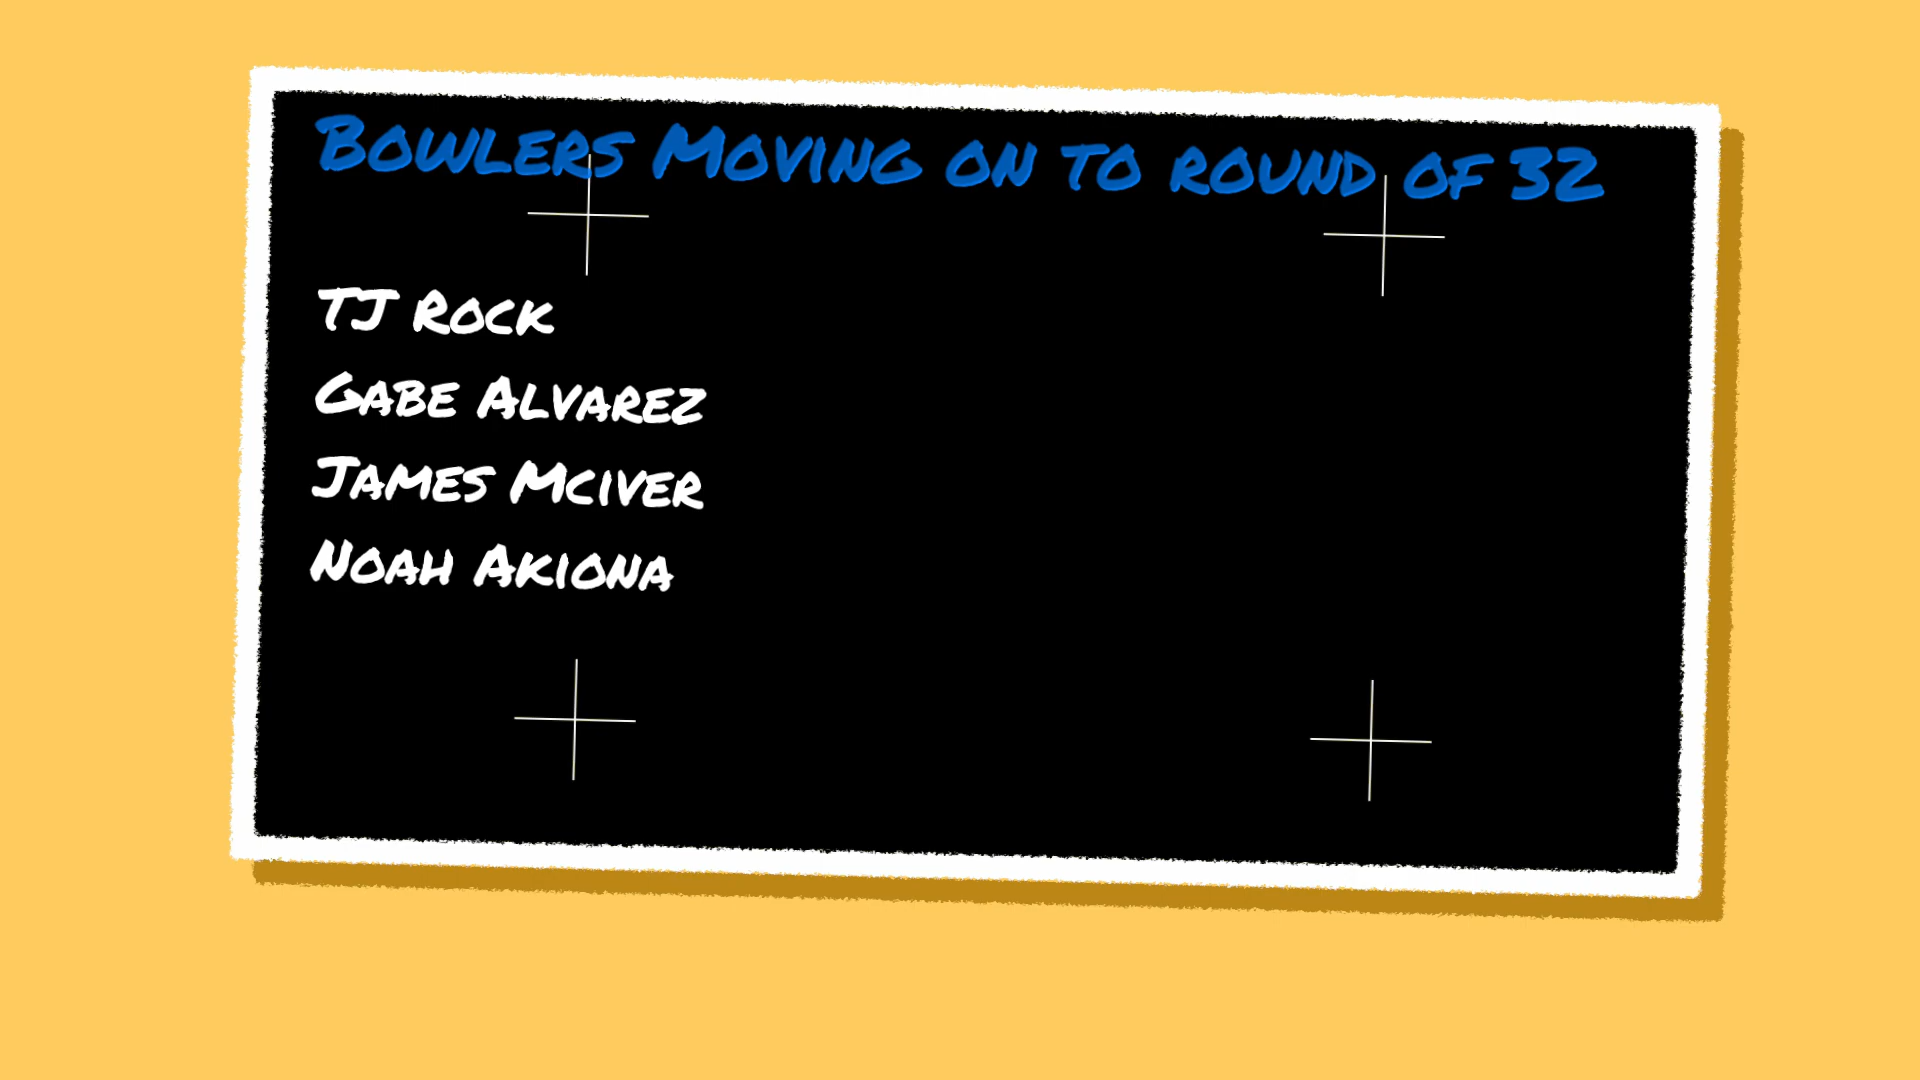 Bowlers Moving on to round of 32
TJ Rock
Gabe Alvarez
James Mciver
Noah Akiona